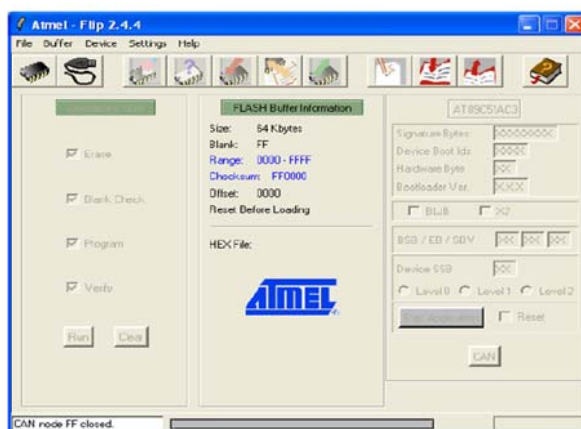 Atmel - Flip 2.4.4
File Buffer Device Settings Help
FLASH Buffer Information
Size: 64 Kbytes
Blank: FF
Range: 0000 - FFFF
Checksum: FF0000
Offset: 0000
Reset Before Loading
HEX File:
ATMEL
Erase
Blank Check
Program
Verify
Run Clear
AT89C51AC3
Signature Bytes:
Device Boot Ids:
Hardware Byte
Bootloader Ver.
BLJB X2
BSB / EB / SBV
Device SSB
Level 0 Level 1 Level 2
Reset
CAN
CAN node FF closed.